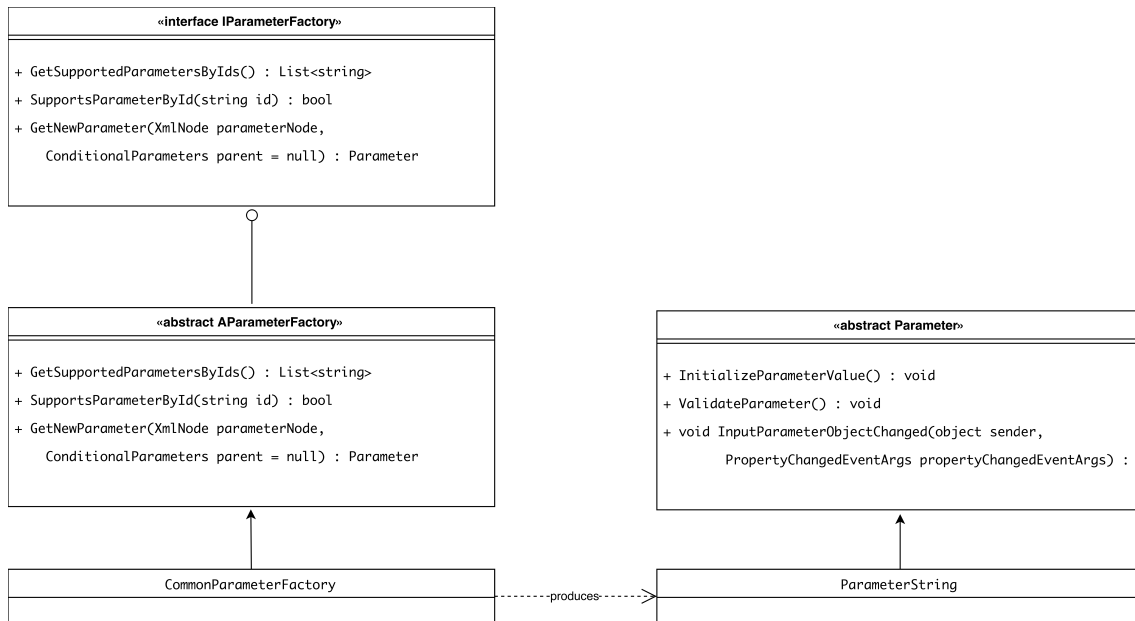 «interface IParameterFactory»
+ GetSupportedParametersByIds() : List<string>
+ SupportsParameterById(string id) : bool
+ GetNewParameter(XmlNode parameterNode,
ConditionalParameters parent = null) : Parameter
«abstract AParameterFactory»
+ GetSupportedParametersByIds() : List<string>
+ SupportsParameterById(string id) : bool
+ GetNewParameter(XmlNode parameterNode,
ConditionalParameters parent = null) : Parameter
«abstract Parameter»
+ InitializeParameterValue() : void
+ ValidateParameter() : void
+ void InputParameterObjectChanged(object sender,
PropertyChangedEventArgs propertyChangedEventArgs) :
CommonParameterFactory
produces
ParameterString